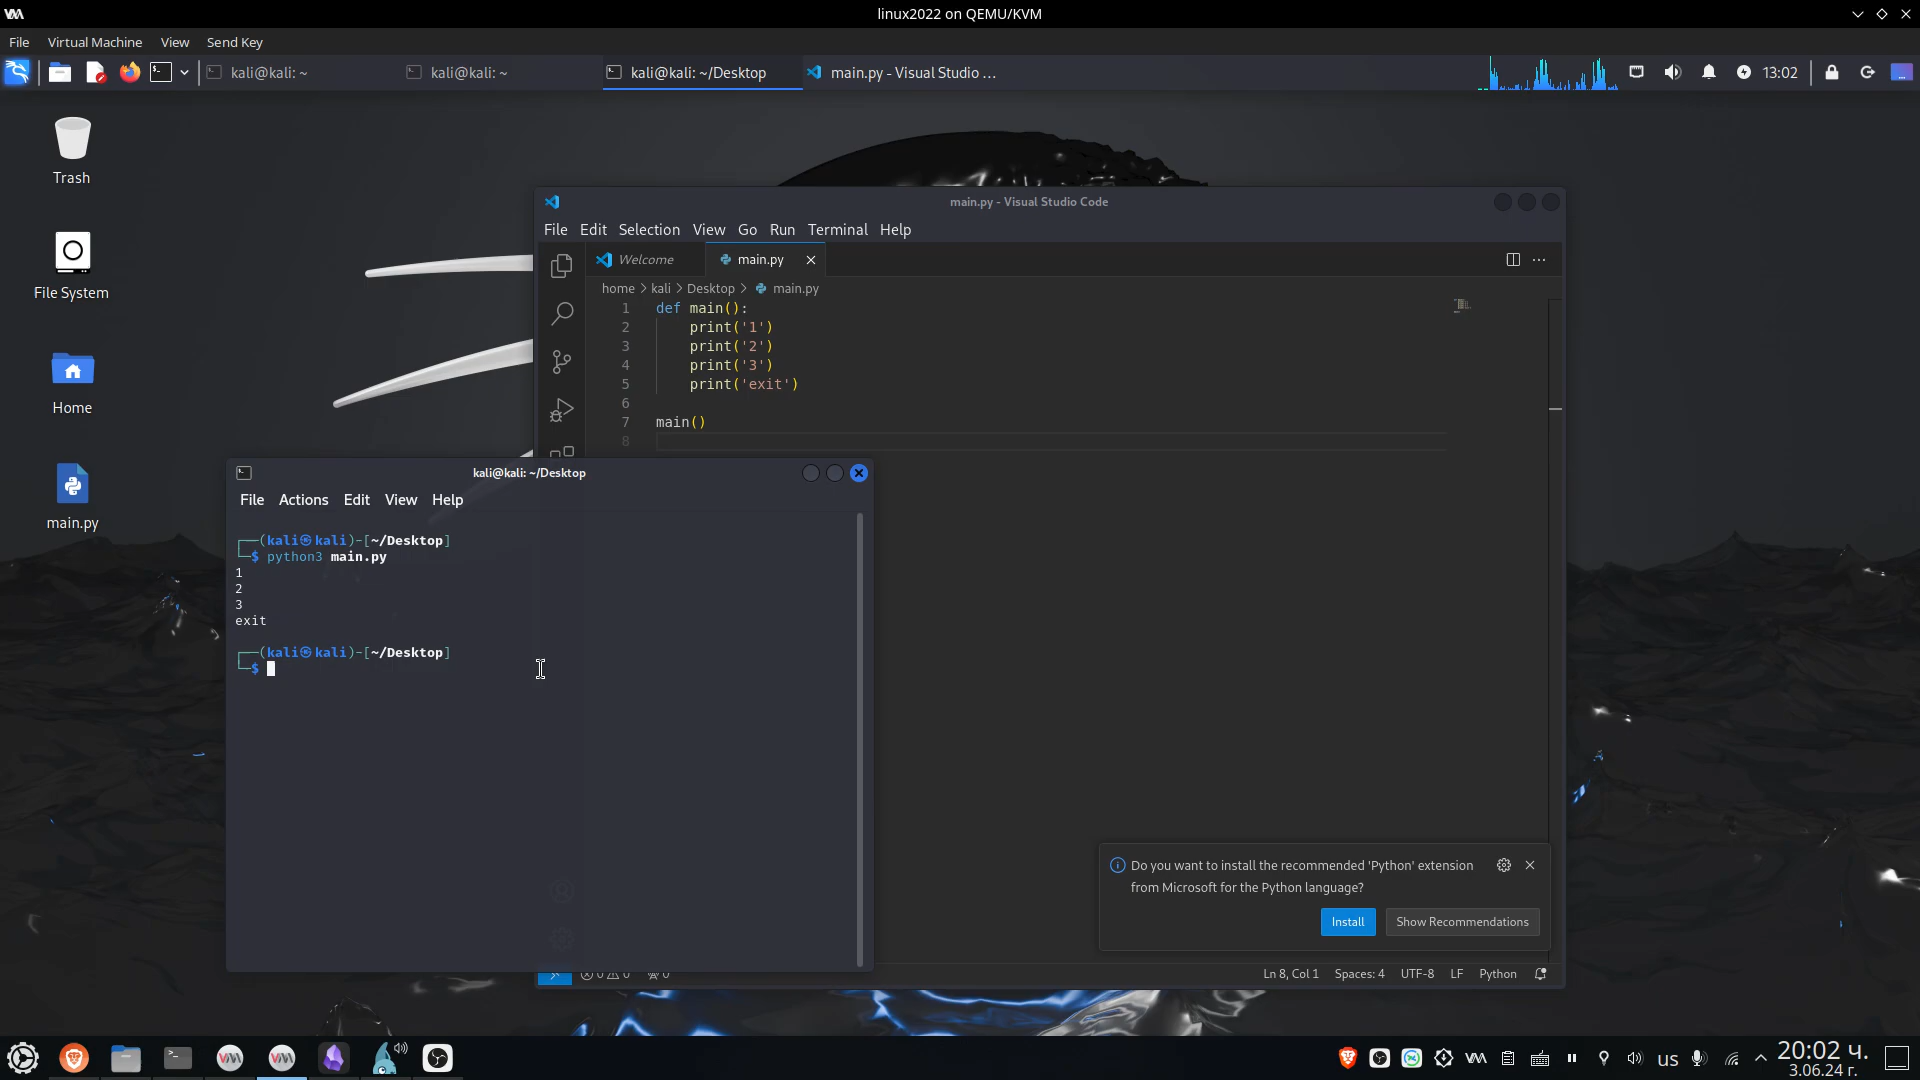 linux2022 on QEMU/KVM
File Virtual Machine View Send Key
kali@kali: ~ kali@kali: ~ kali@kali: ~/Desktop main.py - Visual Studio ... 13:02
Trash
File System
Home
main.py
main.py - Visual Studio Code
File Edit Selection View Go Run Terminal Help
Welcome main.py
home > kali > Desktop > main.py
1 def main():
2 print('1')
3 print('2')
4 print('3')
5 print('exit')
6
7 main()
8
kali@kali: ~/Desktop
File Actions Edit View Help
┌──(kali㉿kali)-[~/Desktop]
└─$ python3 main.py
1
2
3
exit
┌──(kali㉿kali)-[~/Desktop]
└─$
Do you want to install the recommended 'Python' extension
from Microsoft for the Python language?
Install Show Recommendations
Ln 8, Col 1 Spaces: 4 UTF-8 LF Python
us 20:02 ч.
3.06.24 г.